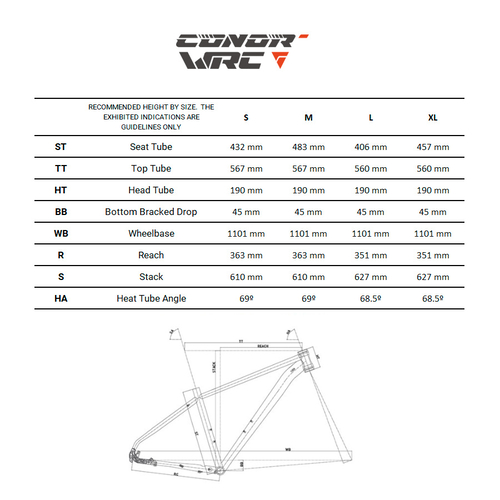 CONOR
WRC
RECOMMENDED HEIGHT BY SIZE. THE
EXHIBITED INDICATIONS ARE
GUIDELINES ONLY
S M L XL
ST Seat Tube 432 mm 483 mm 406 mm 457 mm
TT Top Tube 567 mm 567 mm 560 mm 560 mm
HT Head Tube 190 mm 190 mm 190 mm 190 mm
BB Bottom Bracked Drop 45 mm 45 mm 45 mm 45 mm
WB Wheelbase 1101 mm 1101 mm 1101 mm 1101 mm
R Reach 363 mm 363 mm 351 mm 351 mm
S Stack 610 mm 610 mm 627 mm 627 mm
HA Heat Tube Angle 69º 69º 68.5º 68.5º
TT
REACH
STACK
WB
BB